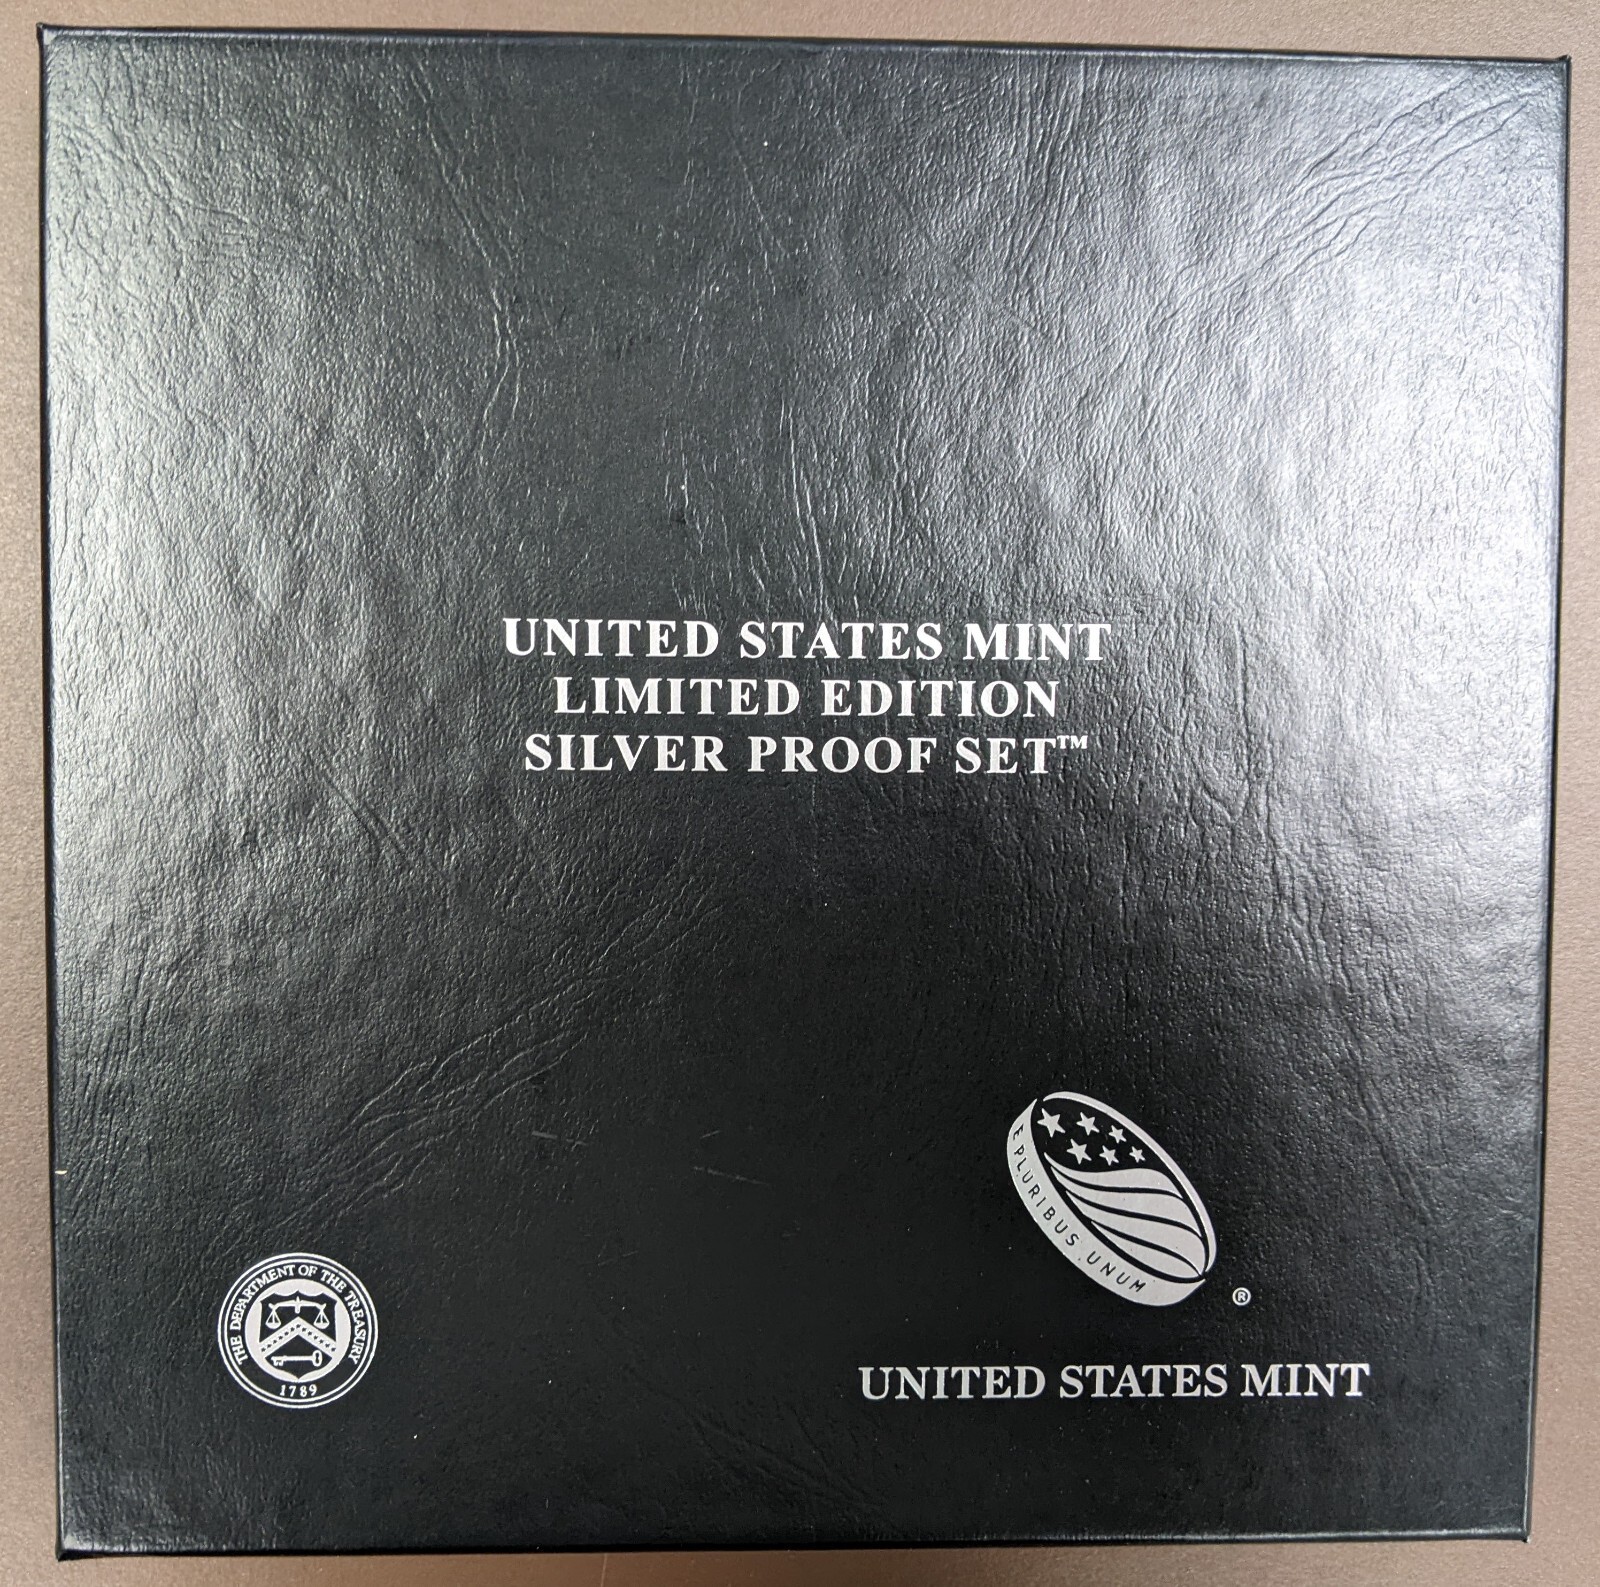 UNITED STATES MINT
LIMITED EDITION
SILVER PROOF SET™
E PLURIBUS UNUM
®
THE DEPARTMENT OF THE TREASURY
1789
UNITED STATES MINT